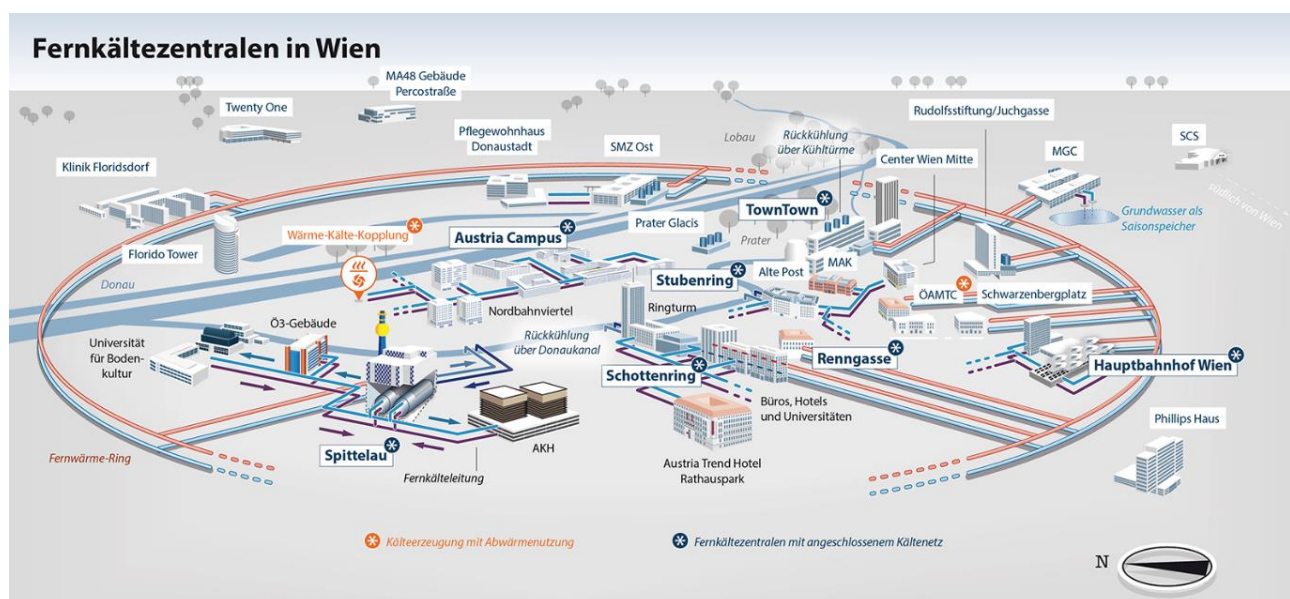 Fernkältezentralen in Wien
MA48 Gebäude
Percostraße
Twenty One
Rudolfsstiftung/Juchgasse
Pflegewohnhaus
Donaustadt
SMZ Ost
Lobau
Rückkühlung
über Kühltürme
Center Wien Mitte
MGC
SCS
Klinik Floridsdorf
südlich von Wien
TownTown
Grundwasser als
Saisonspeicher
Prater Glacis
Wärme-Kälte-Kopplung
Austria Campus
Prater
Florido Tower
Stubenring
Alte Post
MAK
Donau
ÖAMTC
Schwarzenbergplatz
Nordbahnviertel
Ringturm
Ö3-Gebäude
Rückkühlung
über Donaukanal
Universität
für Boden-
kultur
Renngasse
Hauptbahnhof Wien
Schottenring
Büros, Hotels
und Universitäten
Phillips Haus
Spittelau
AKH
Fernwärme-Ring
Fernkälteleitung
Austria Trend Hotel
Rathauspark
Kälteerzeugung mit Abwärmenutzung
Fernkältezentralen mit angeschlossenem Kältenetz
N